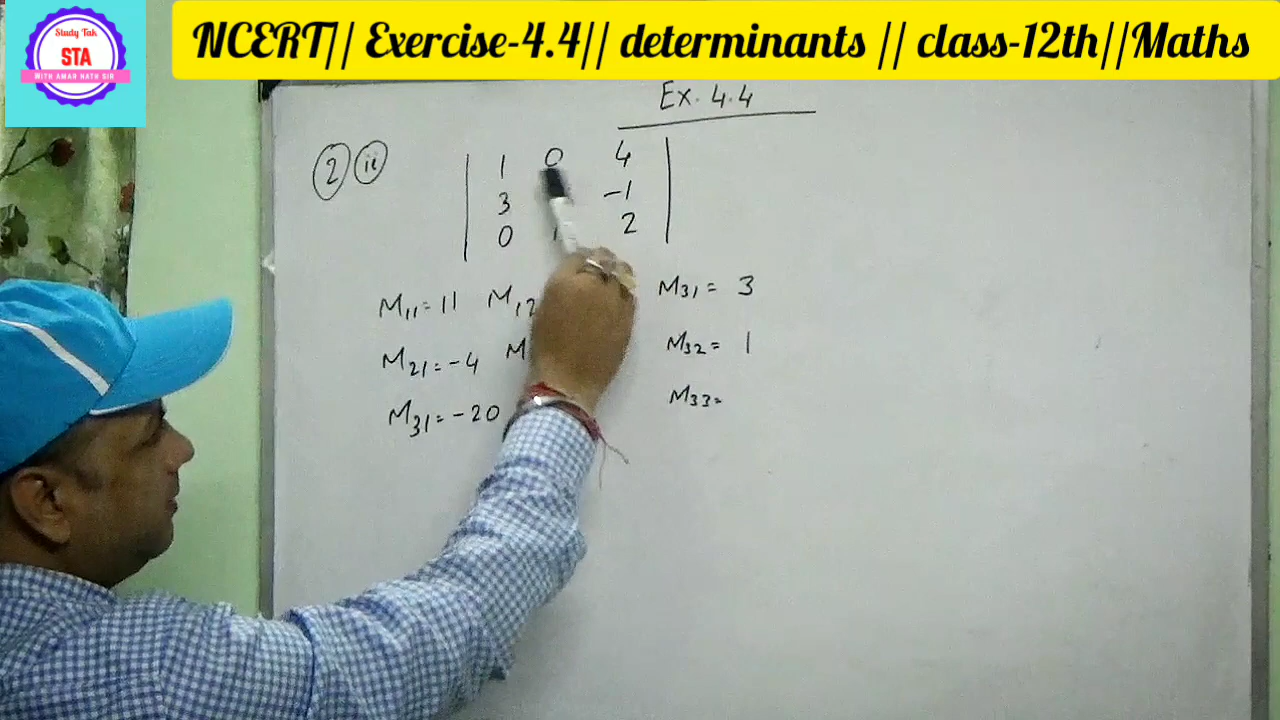 Study Tak
STA
WITH AMAR NATH SIR
NCERT// Exercise-4.4// determinants // class-12th//Maths
Ex. 4.4
2 ii
1 0 4
3 -1
0 1 2
M11= 11 M12 M31= 3
M21= -4 M M32= 1
M31= -20 M33=